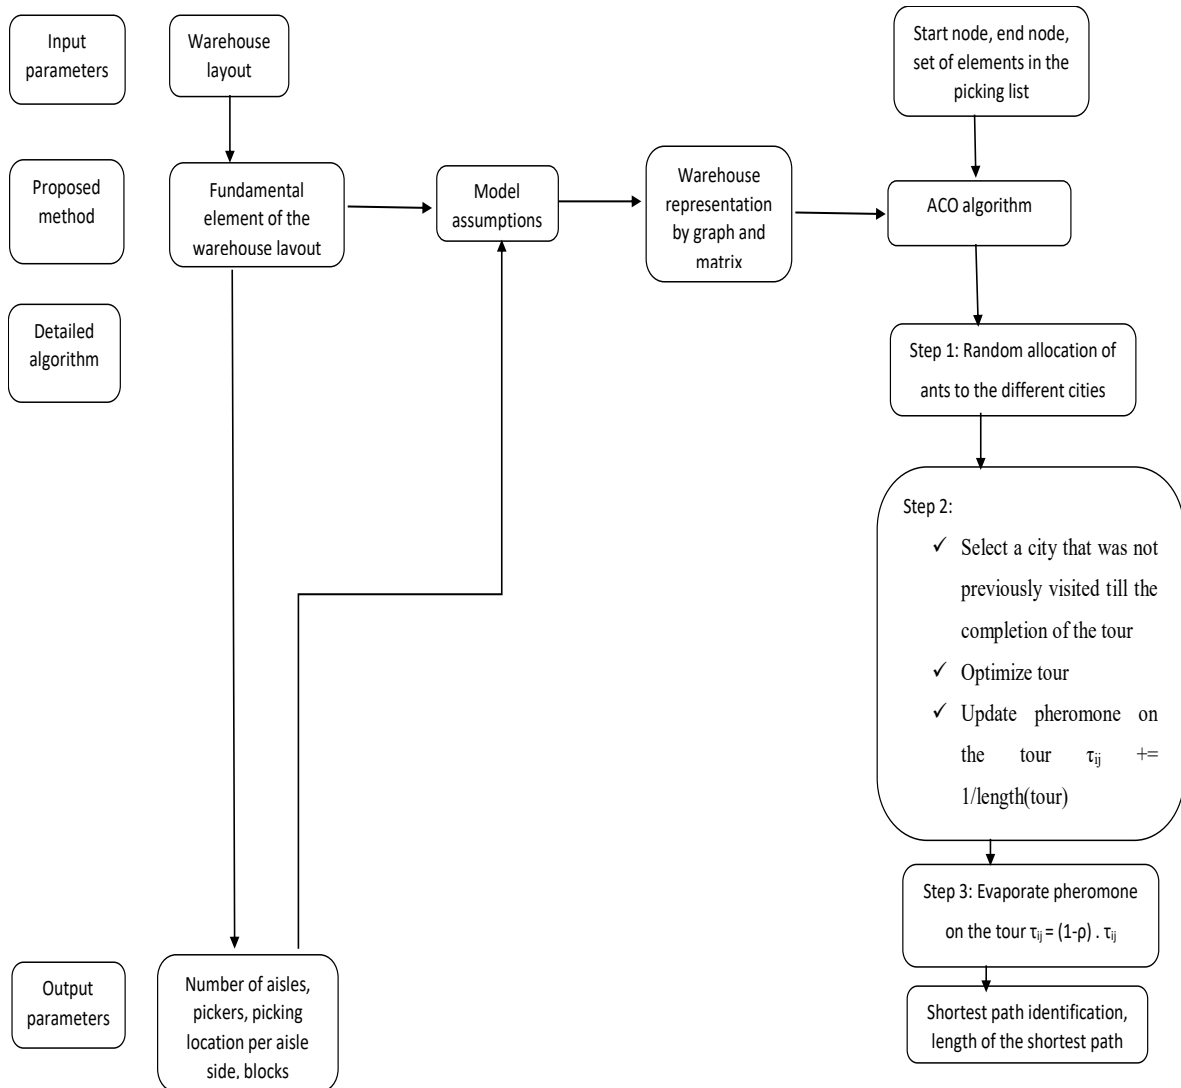 Input
parameters
Warehouse
layout
Start node, end node,
set of elements in the
picking list
Proposed
method
Fundamental
element of the
warehouse layout
Model
assumptions
Warehouse
representation
by graph and
matrix
ACO algorithm
Detailed
algorithm
Step 1: Random allocation of
ants to the different cities
Step 2:
✓ Select a city that was not
previously visited till the
completion of the tour
✓ Optimize tour
✓ Update pheromone on
the tour τij +=
1/length(tour)
Step 3: Evaporate pheromone
on the tour τij = (1-ρ) . τij
Output
parameters
Number of aisles,
pickers, picking
location per aisle
side, blocks
Shortest path identification,
length of the shortest path